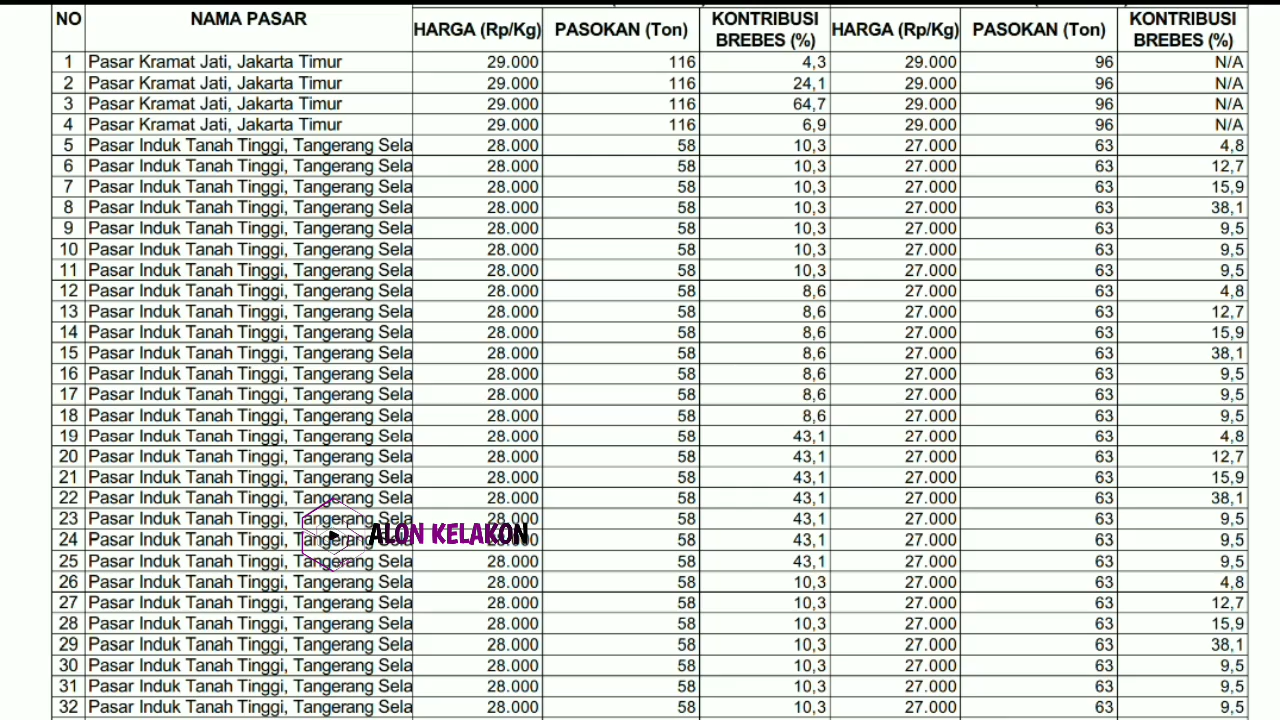 NO NAMA PASAR HARGA (Rp/Kg) PASOKAN (Ton) KONTRIBUSI BREBES (%) HARGA (Rp/Kg) PASOKAN (Ton) KONTRIBUSI BREBES (%)
1 Pasar Kramat Jati, Jakarta Timur 29.000 116 4,3 29.000 96 N/A
2 Pasar Kramat Jati, Jakarta Timur 29.000 116 24,1 29.000 96 N/A
3 Pasar Kramat Jati, Jakarta Timur 29.000 116 64,7 29.000 96 N/A
4 Pasar Kramat Jati, Jakarta Timur 29.000 116 6,9 29.000 96 N/A
5 Pasar Induk Tanah Tinggi, Tangerang Sela 28.000 58 10,3 27.000 63 4,8
6 Pasar Induk Tanah Tinggi, Tangerang Sela 28.000 58 10,3 27.000 63 12,7
7 Pasar Induk Tanah Tinggi, Tangerang Sela 28.000 58 10,3 27.000 63 15,9
8 Pasar Induk Tanah Tinggi, Tangerang Sela 28.000 58 10,3 27.000 63 38,1
9 Pasar Induk Tanah Tinggi, Tangerang Sela 28.000 58 10,3 27.000 63 9,5
10 Pasar Induk Tanah Tinggi, Tangerang Sela 28.000 58 10,3 27.000 63 9,5
11 Pasar Induk Tanah Tinggi, Tangerang Sela 28.000 58 10,3 27.000 63 9,5
12 Pasar Induk Tanah Tinggi, Tangerang Sela 28.000 58 8,6 27.000 63 4,8
13 Pasar Induk Tanah Tinggi, Tangerang Sela 28.000 58 8,6 27.000 63 12,7
14 Pasar Induk Tanah Tinggi, Tangerang Sela 28.000 58 8,6 27.000 63 15,9
15 Pasar Induk Tanah Tinggi, Tangerang Sela 28.000 58 8,6 27.000 63 38,1
16 Pasar Induk Tanah Tinggi, Tangerang Sela 28.000 58 8,6 27.000 63 9,5
17 Pasar Induk Tanah Tinggi, Tangerang Sela 28.000 58 8,6 27.000 63 9,5
18 Pasar Induk Tanah Tinggi, Tangerang Sela 28.000 58 8,6 27.000 63 9,5
19 Pasar Induk Tanah Tinggi, Tangerang Sela 28.000 58 43,1 27.000 63 4,8
20 Pasar Induk Tanah Tinggi, Tangerang Sela 28.000 58 43,1 27.000 63 12,7
21 Pasar Induk Tanah Tinggi, Tangerang Sela 28.000 58 43,1 27.000 63 15,9
22 Pasar Induk Tanah Tinggi, Tangerang Sela 28.000 58 43,1 27.000 63 38,1
23 Pasar Induk Tanah Tinggi, Tangerang Sela 28.000 58 43,1 27.000 63 9,5
24 Pasar Induk Tanah Tinggi, Tangerang 58 43,1 27.000 63 9,5
ALON KELAKON
25 Pasar Induk Tanah Tinggi, Tangerang Sela 28.000 58 43,1 27.000 63 9,5
26 Pasar Induk Tanah Tinggi, Tangerang Sela 28.000 58 10,3 27.000 63 4,8
27 Pasar Induk Tanah Tinggi, Tangerang Sela 28.000 58 10,3 27.000 63 12,7
28 Pasar Induk Tanah Tinggi, Tangerang Sela 28.000 58 10,3 27.000 63 15,9
29 Pasar Induk Tanah Tinggi, Tangerang Sela 28.000 58 10,3 27.000 63 38,1
30 Pasar Induk Tanah Tinggi, Tangerang Sela 28.000 58 10,3 27.000 63 9,5
31 Pasar Induk Tanah Tinggi, Tangerang Sela 28.000 58 10,3 27.000 63 9,5
32 Pasar Induk Tanah Tinggi, Tangerang Sela 28.000 58 10,3 27.000 63 9,5